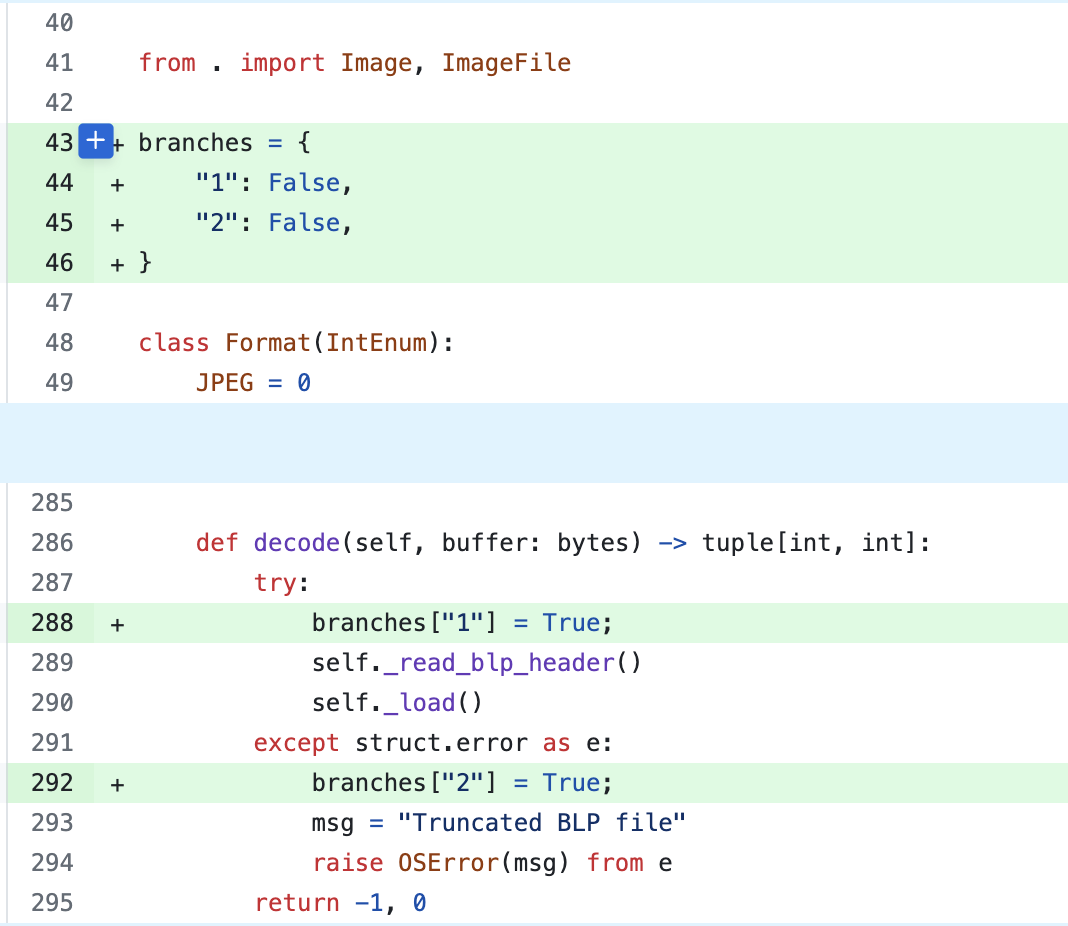 40
41 from . import Image, ImageFile
42
43 + + branches = {
44 +     "1": False,
45 +     "2": False,
46 + }
47
48 class Format(IntEnum):
49     JPEG = 0
285
286     def decode(self, buffer: bytes) -> tuple[int, int]:
287         try:
288 +             branches["1"] = True;
289             self._read_blp_header()
290             self._load()
291         except struct.error as e:
292 +             branches["2"] = True;
293             msg = "Truncated BLP file"
294             raise OSError(msg) from e
295         return -1, 0